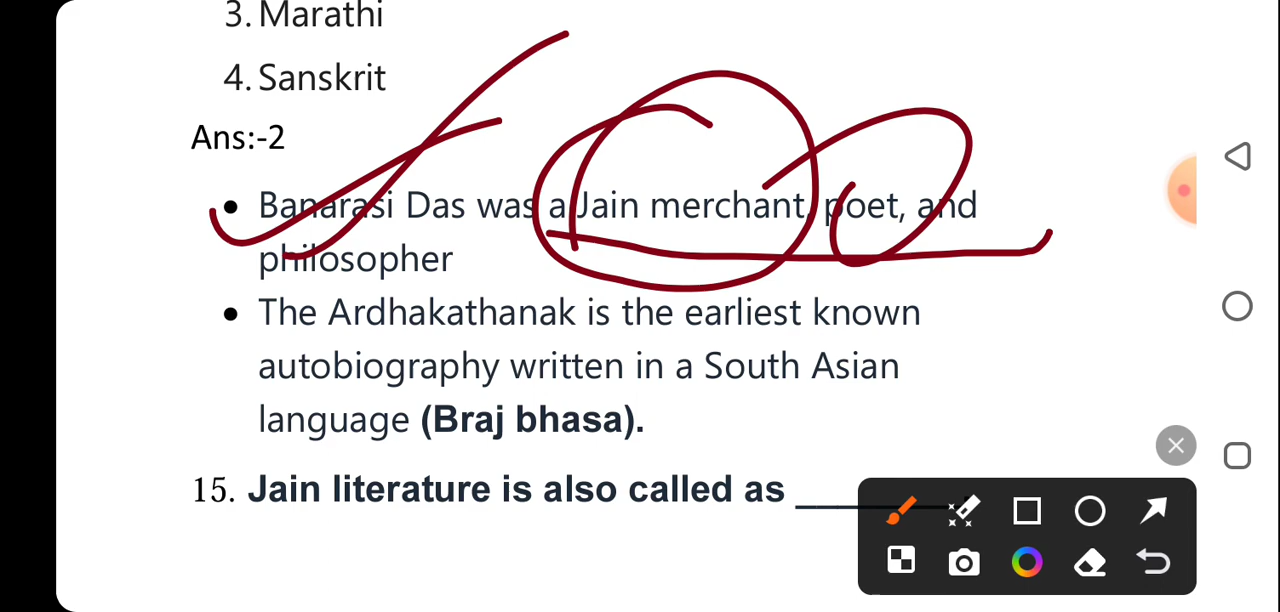 3. Marathi
4. Sanskrit
Ans:-2
• Banarasi Das was a Jain merchant, poet, and
philosopher
• The Ardhakathanak is the earliest known
autobiography written in a South Asian
language (Braj bhasa).
15. Jain literature is also called as ________